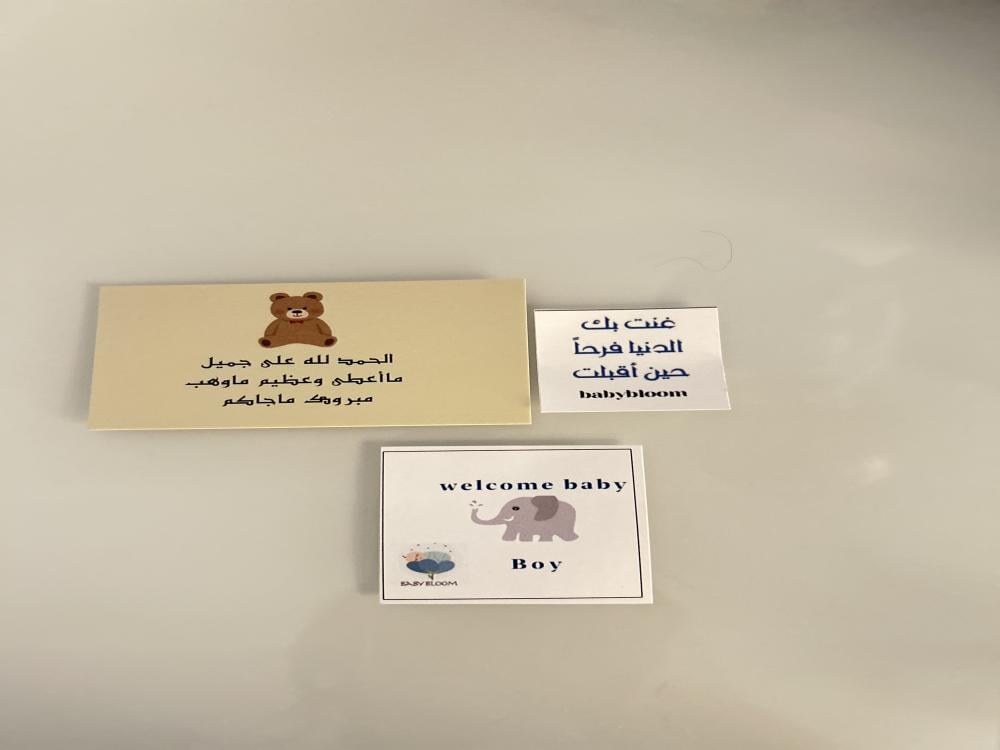 الحمد لله على جميل
ماأعطى وعظيم ماوهب
مبروك ماجاكم
غنت بك
الدنيا فرحاً
حين أقبلت
babybloom
welcome baby
Boy
BABY BLOOM